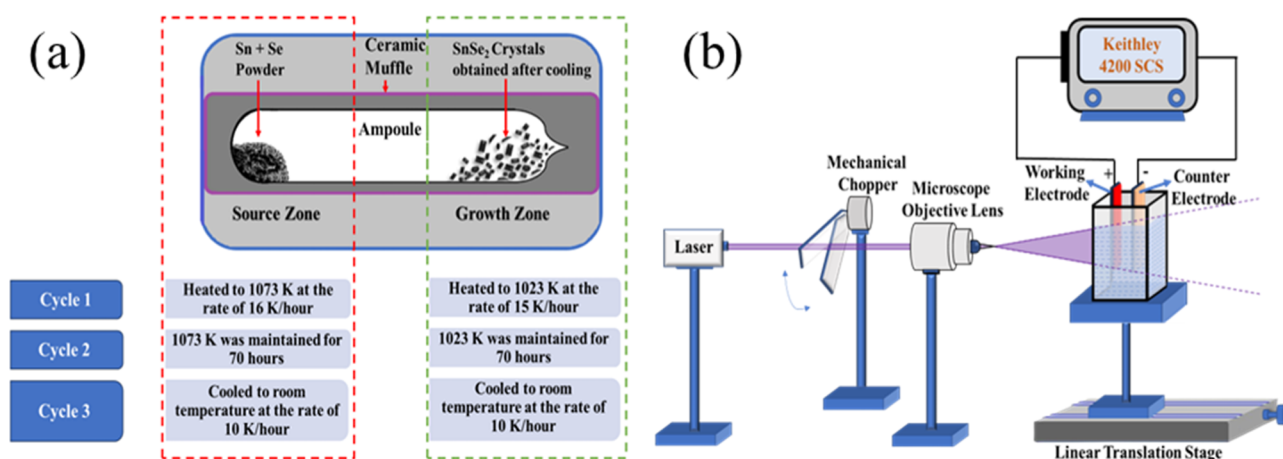 (a)
Sn + Se
Powder
Ceramic
Muffle
SnSe2 Crystals
obtained after cooling
Ampoule
Source Zone
Growth Zone
Cycle 1
Heated to 1073 K at the
rate of 16 K/hour
Heated to 1023 K at the
rate of 15 K/hour
Cycle 2
1073 K was maintained for
70 hours
1023 K was maintained for
70 hours
Cycle 3
Cooled to room
temperature at the rate of
10 K/hour
Cooled to room
temperature at the rate of
10 K/hour
(b)
Keithley
4200 SCS
Mechanical
Chopper
Microscope
Objective Lens
Working
Electrode
+
-
Counter
Electrode
Laser
Linear Translation Stage